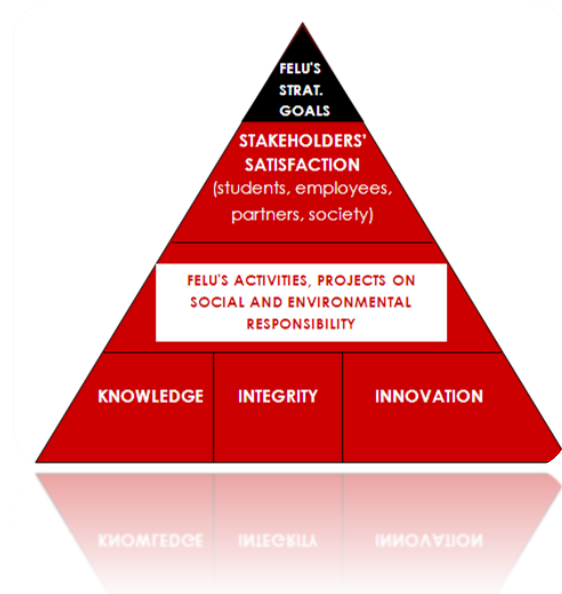 FELU'S
STRAT.
GOALS
STAKEHOLDERS'
SATISFACTION
(students, employees,
partners, society)
FELU'S ACTIVITIES, PROJECTS ON
SOCIAL AND ENVIRONMENTAL
RESPONSIBILITY
KNOWLEDGE INTEGRITY INNOVATION